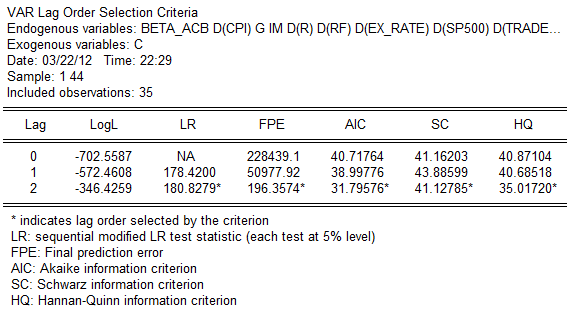 VAR Lag Order Selection Criteria
Endogenous variables: BETA_ACB D(CPI) G IM D(R) D(RF) D(EX_RATE) D(SP500) D(TRADE...
Exogenous variables: C
Date: 03/22/12 Time: 22:29
Sample: 1 44
Included observations: 35
Lag LogL LR FPE AIC SC HQ
0 -702.5587 NA 228439.1 40.71764 41.16203 40.87104
1 -572.4608 178.4200 50977.92 38.99776 43.88599 40.68518
2 -346.4259 180.8279* 196.3574* 31.79576* 41.12785* 35.01720*
* indicates lag order selected by the criterion
LR: sequential modified LR test statistic (each test at 5% level)
FPE: Final prediction error
AIC: Akaike information criterion
SC: Schwarz information criterion
HQ: Hannan-Quinn information criterion